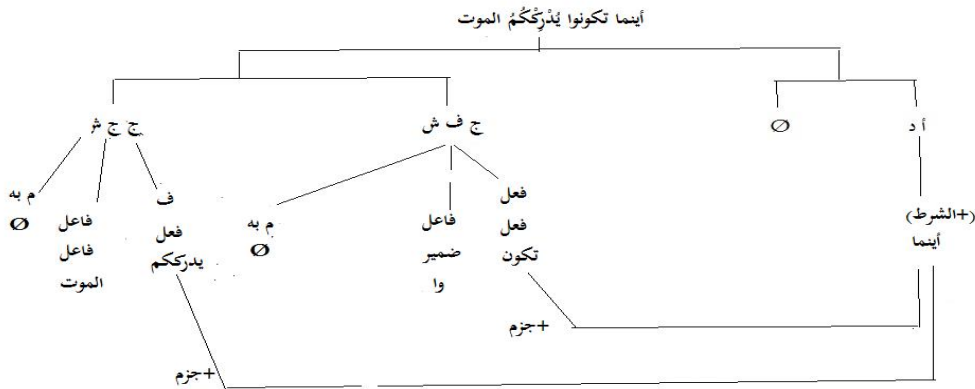 أينما تكونوا يُدْرِكْكُمُ الموت
أ د
Ø
ج ف ش
ج ج ش
(+الشرط)
أينما
فعل
فعل
تكون
فاعل
ضمير
وا
م به
Ø
ف
فعل
يدرككم
فاعل
فاعل
الموت
م به
Ø
+جزم
+جزم